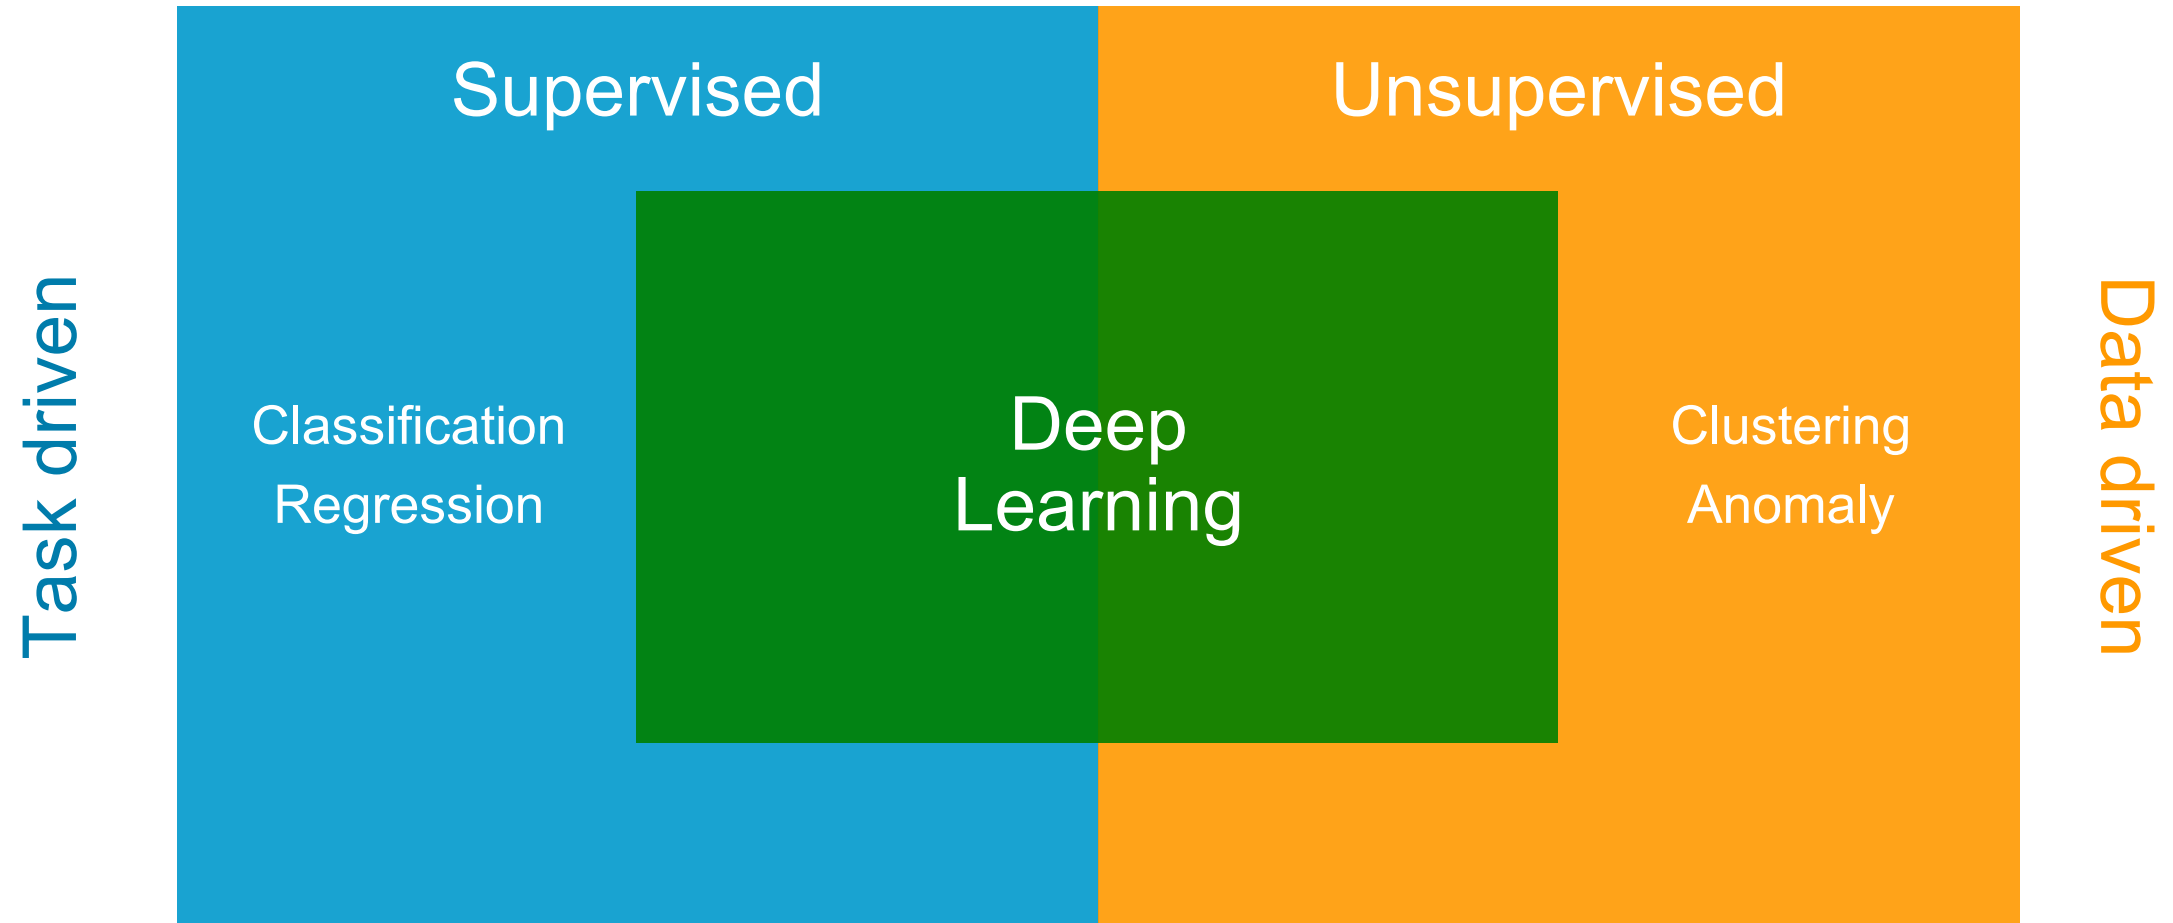 Supervised
Unsupervised
Task driven
Classification
Regression
Deep
Learning
Clustering
Anomaly
Data driven